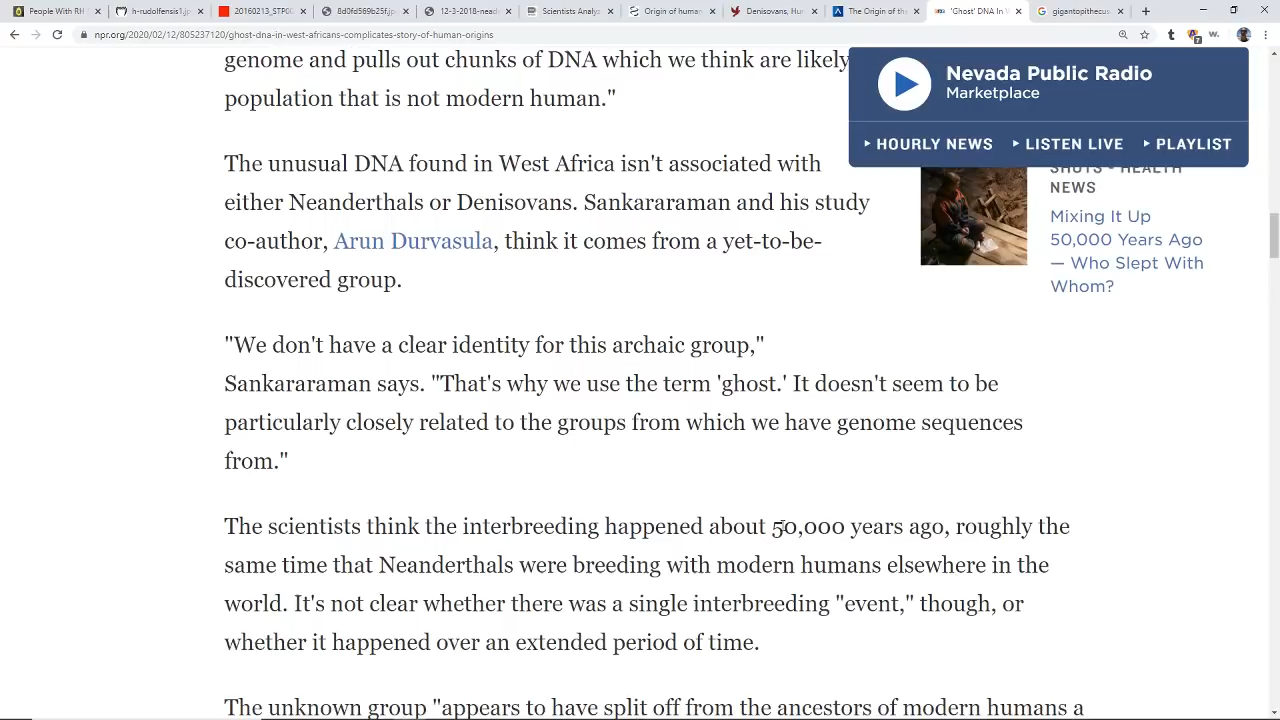 People With RH
h-rudolfensis1.j
20160213_STP00
8d0fd569b25f.jp
12-3-2018-neade
Scientists Analyz
Origin of human
Denisovans, Hu
The Origin of the
'Ghost' DNA In W
gigantopithecus
npr.org/2020/02/12/805237120/ghost-dna-in-west-africans-complicates-story-of-human-origins
genome and pulls out chunks of DNA which we think are likely
population that is not modern human."
The unusual DNA found in West Africa isn't associated with
either Neanderthals or Denisovans. Sankararaman and his study
co-author, Arun Durvasula, think it comes from a yet-to-be-
discovered group.
"We don't have a clear identity for this archaic group,"
Sankararaman says. "That's why we use the term 'ghost.' It doesn't seem to be
particularly closely related to the groups from which we have genome sequences
from."
The scientists think the interbreeding happened about 50,000 years ago, roughly the
same time that Neanderthals were breeding with modern humans elsewhere in the
world. It's not clear whether there was a single interbreeding "event," though, or
whether it happened over an extended period of time.
The unknown group "appears to have split off from the ancestors of modern humans a
Nevada Public Radio
Marketplace
HOURLY NEWS
LISTEN LIVE
PLAYLIST
SHOTS - HEALTH
NEWS
Mixing It Up
50,000 Years Ago
— Who Slept With
Whom?